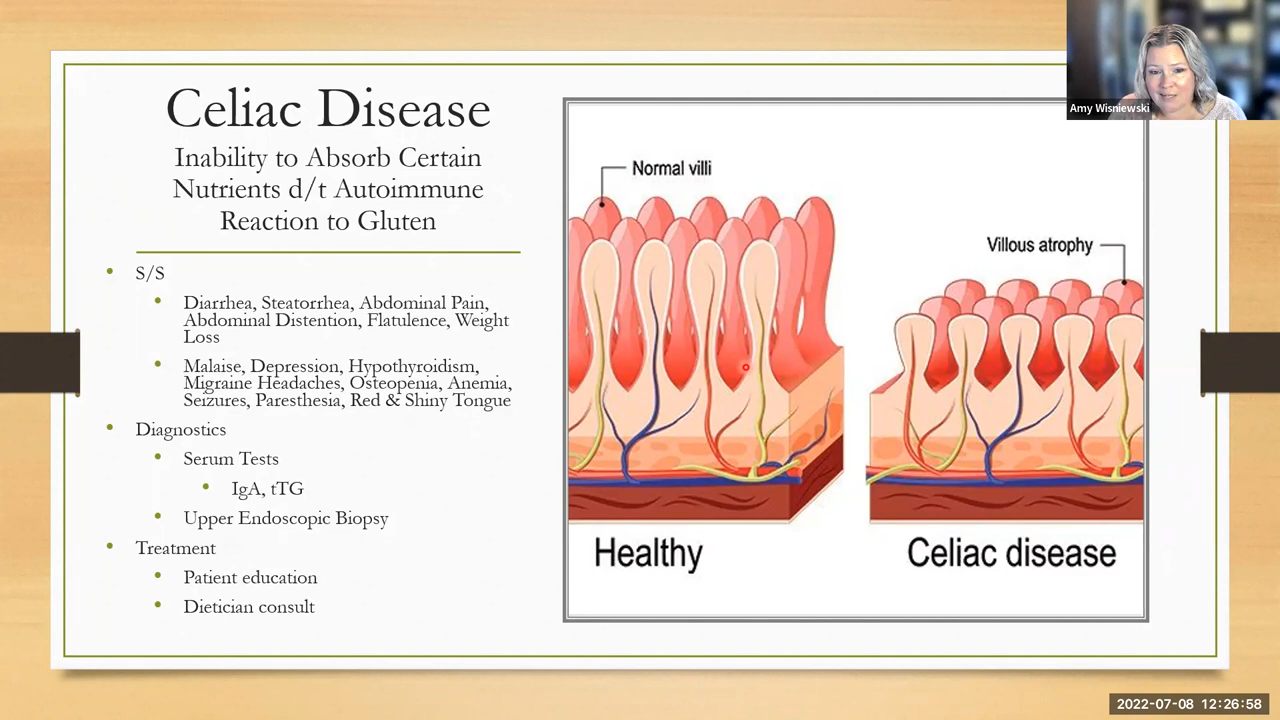 Celiac Disease
Inability to Absorb Certain
Nutrients d/t Autoimmune
Reaction to Gluten
S/S
Diarrhea, Steatorrhea, Abdominal Pain,
Abdominal Distention, Flatulence, Weight
Loss
Malaise, Depression, Hypothyroidism,
Migraine Headaches, Osteopenia, Anemia,
Seizures, Paresthesia, Red & Shiny Tongue
Diagnostics
Serum Tests
IgA, tTG
Upper Endoscopic Biopsy
Treatment
Patient education
Dietician consult
Normal villi
Villous atrophy
Healthy
Celiac disease
Amy Wisniewski
2022-07-08 12:26:58